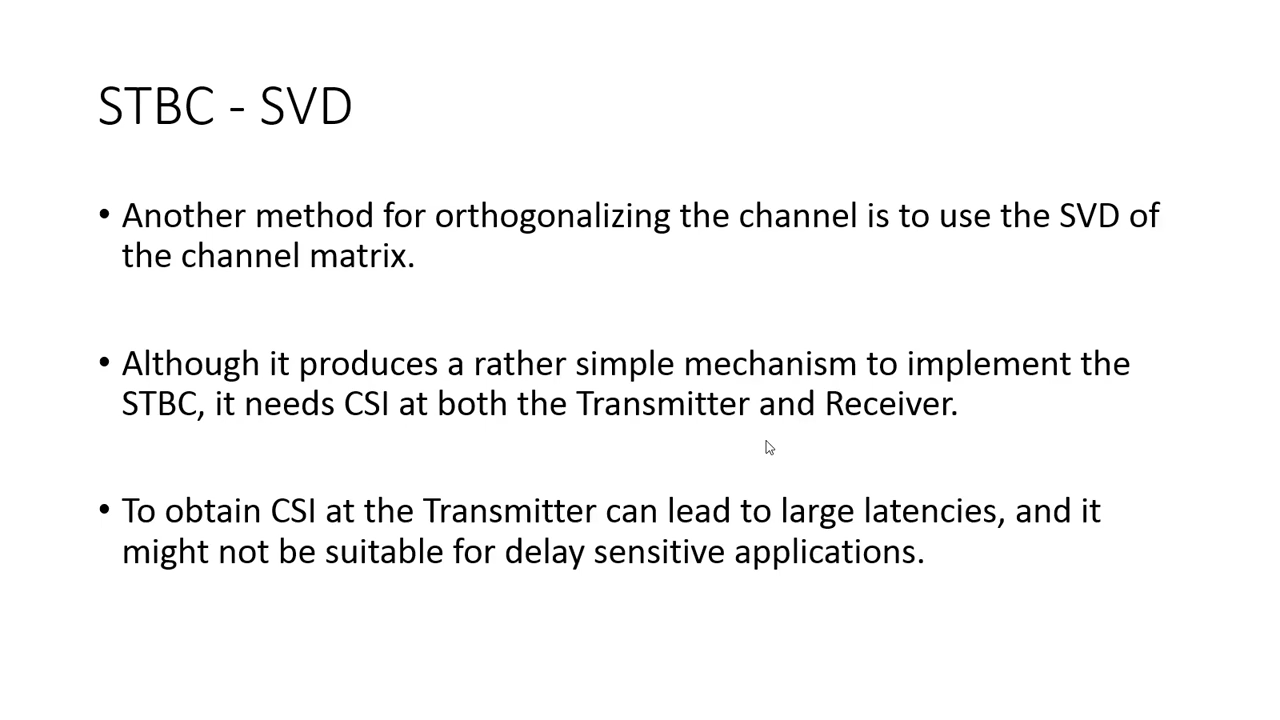 STBC - SVD
• Another method for orthogonalizing the channel is to use the SVD of
the channel matrix.
• Although it produces a rather simple mechanism to implement the
STBC, it needs CSI at both the Transmitter and Receiver.
• To obtain CSI at the Transmitter can lead to large latencies, and it
might not be suitable for delay sensitive applications.